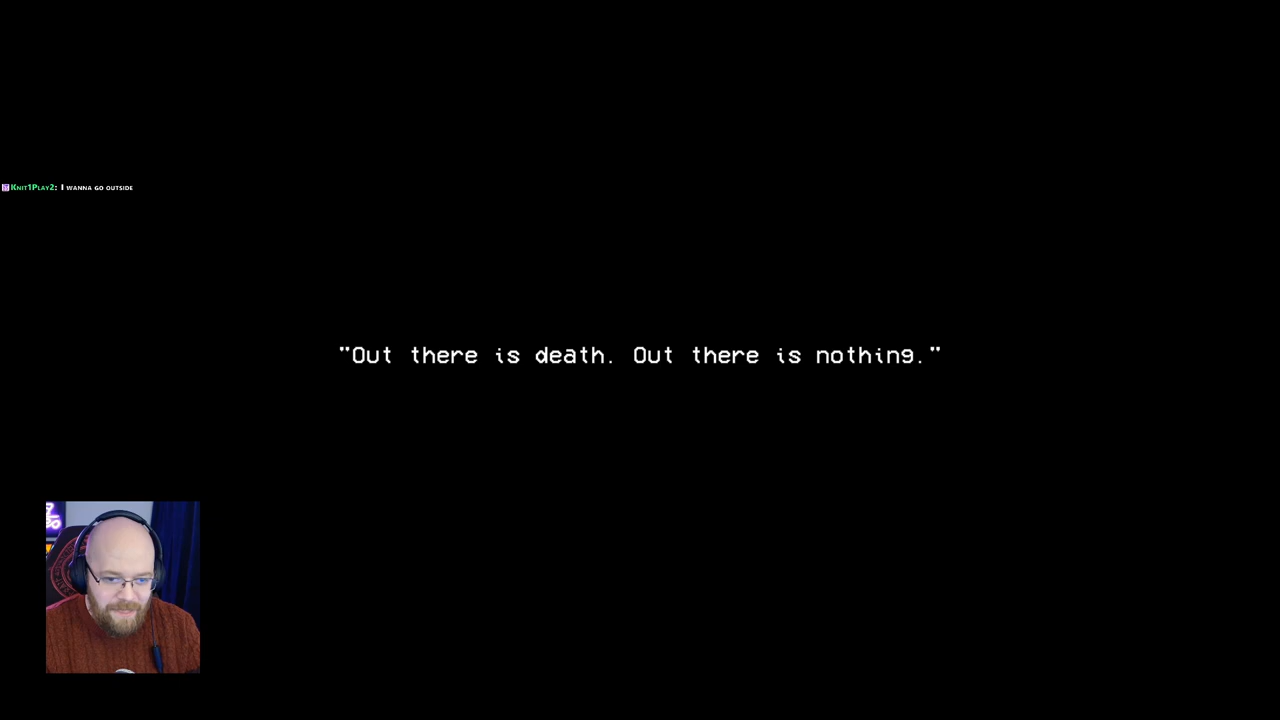 Knit1Play2: I wanna go outside
"Out there is death. Out there is nothing."